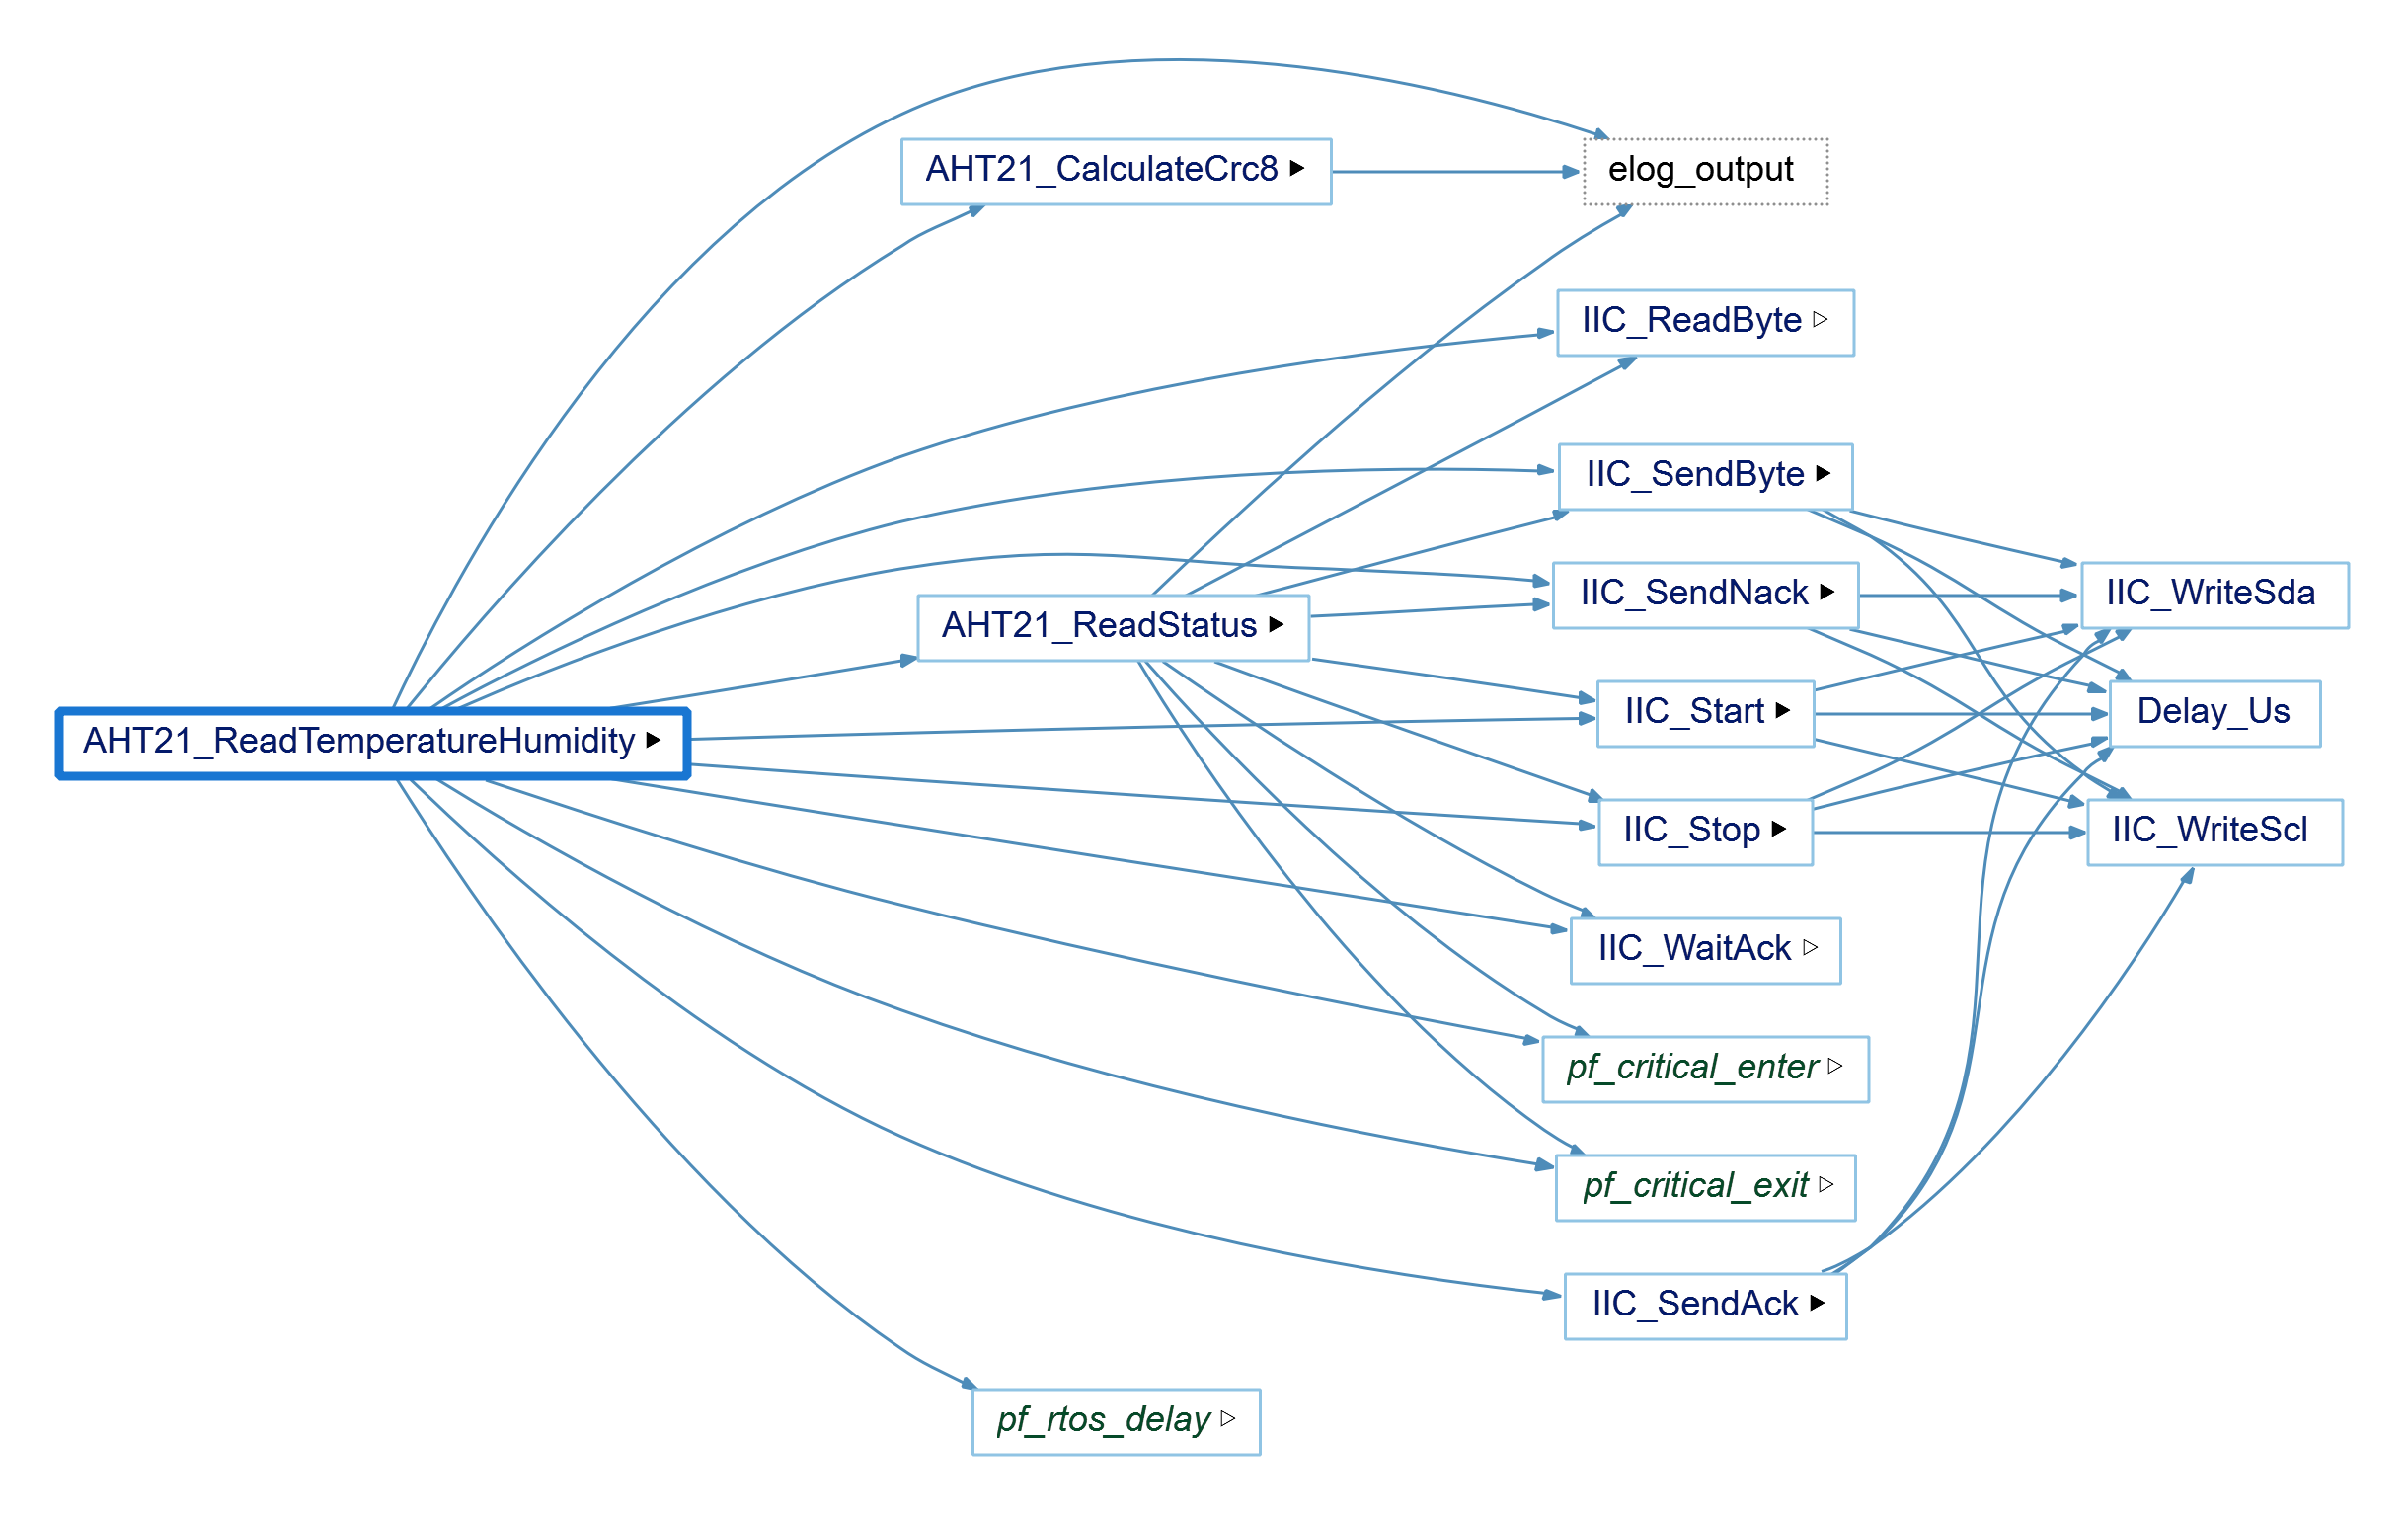 elog_output
AHT21_CalculateCrc8
IIC_ReadByte
IIC_SendByte
IIC_SendNack
IIC_WriteSda
AHT21_ReadStatus
IIC_Start
Delay_Us
AHT21_ReadTemperatureHumidity
IIC_Stop
IIC_WriteScl
IIC_WaitAck
pf_critical_enter
pf_critical_exit
IIC_SendAck
pf_rtos_delay